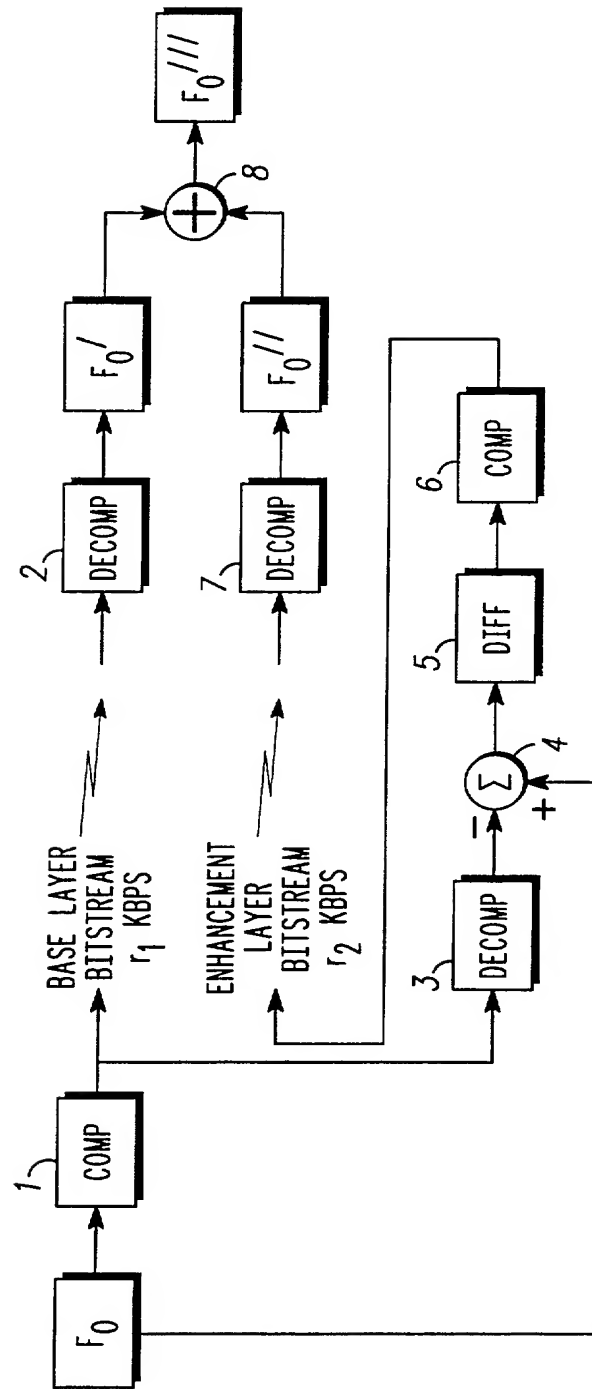 F0
1
COMP
BASE LAYER
BITSTREAM
r1 KBPS
2
DECOMP
F0/
8
F0///
ENHANCEMENT
LAYER
BITSTREAM
r2 KBPS
7
DECOMP
F0//
3
DECOMP
−
+
Σ
4
5
DIFF
6
COMP